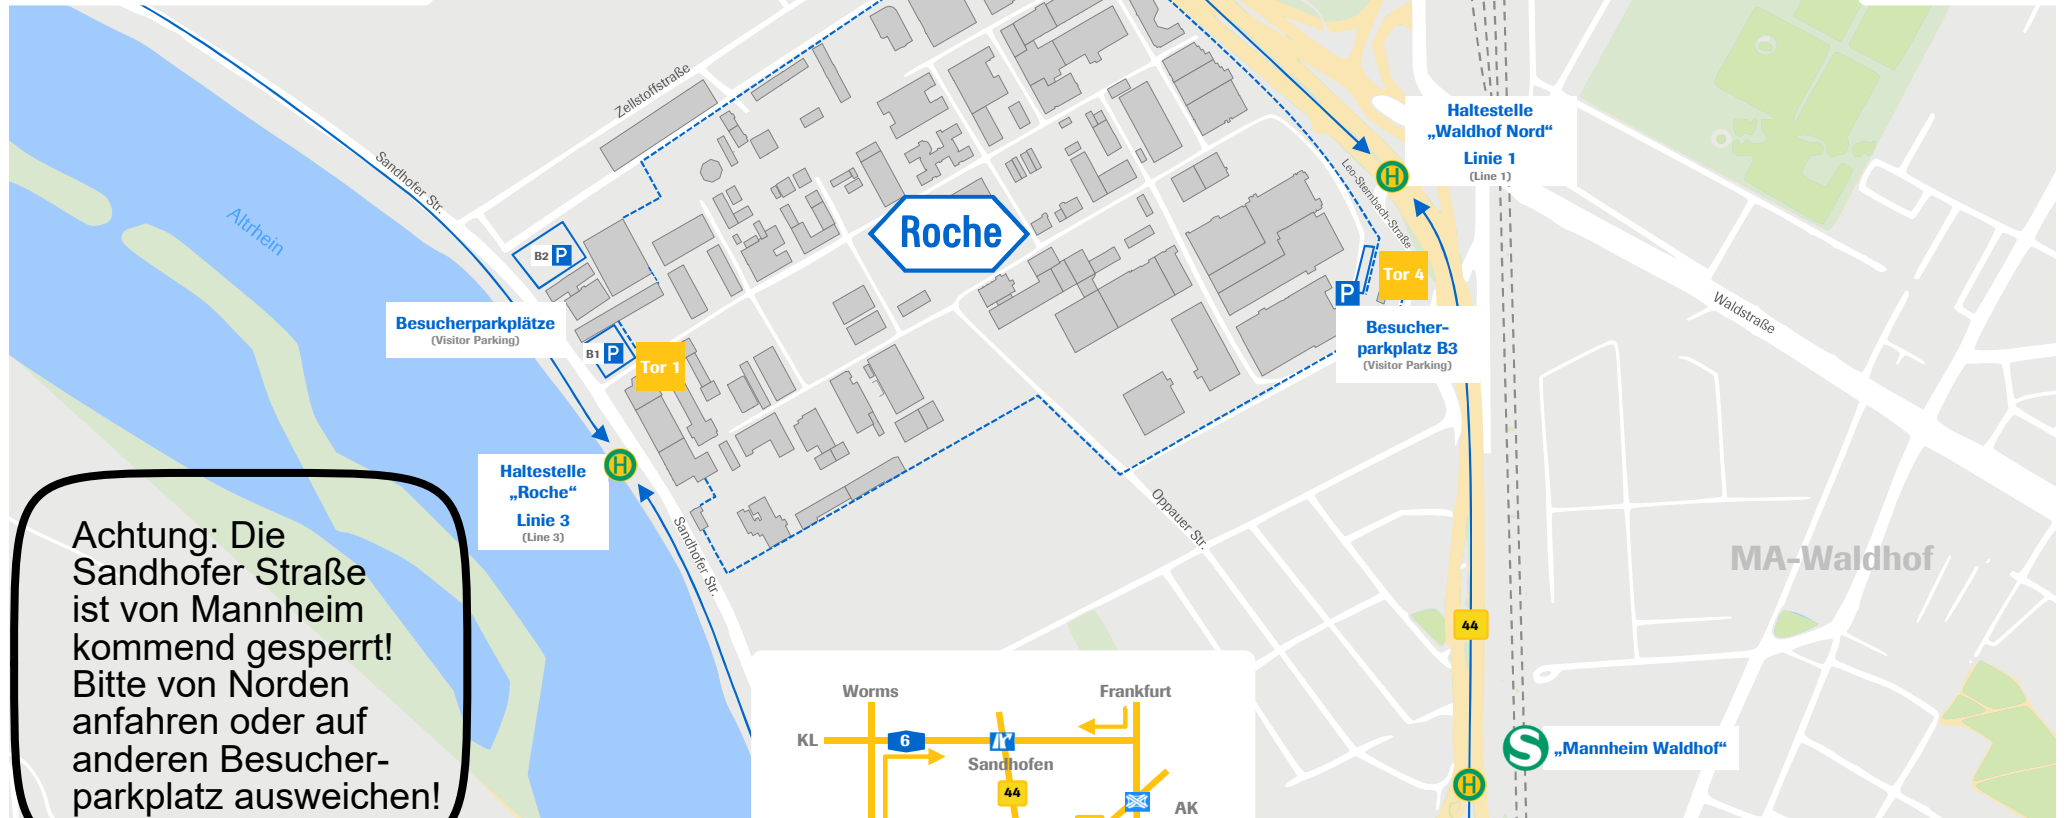 Zellstoffstraße
Sandhofer Str.
Altrhein
Haltestelle
„Waldhof Nord“
Linie 1
(Line 1)
H
Leo-Sternbach-Straße
Roche
B2 P
Besucherparkplätze
(Visitor Parking)
B1 P
Tor 1
Tor 4
P
Besucher-
parkplatz B3
(Visitor Parking)
Waldstraße
Haltestelle
„Roche“
Linie 3
(Line 3)
H
Sandhofer Str.
Oppauer Str.
MA-Waldhof
44
Achtung: Die
Sandhofer Straße
ist von Mannheim
kommend gesperrt!
Bitte von Norden
anfahren oder auf
anderen Besucher-
parkplatz ausweichen!
Worms
Frankfurt
KL
6
Sandhofen
44
AK
S
„Mannheim Waldhof“
H